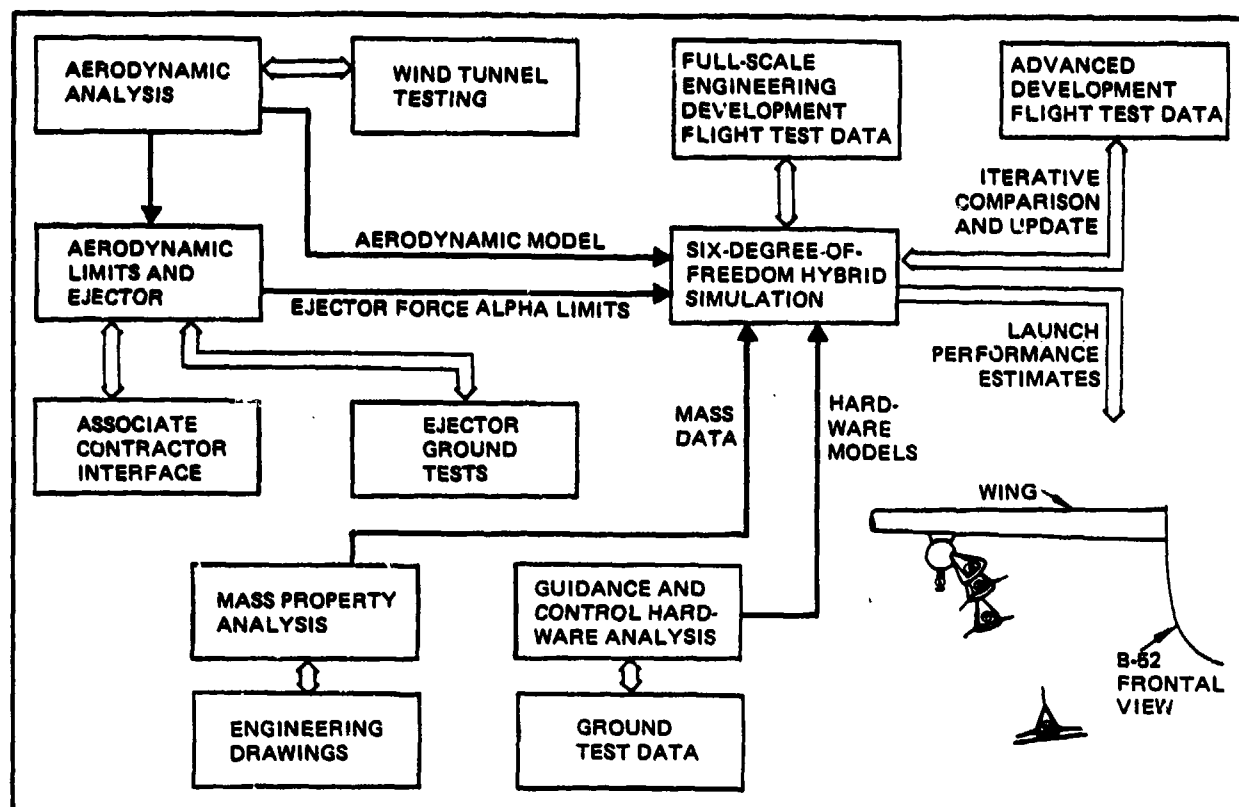 AERODYNAMIC
ANALYSIS
WIND TUNNEL
TESTING
FULL-SCALE
ENGINEERING
DEVELOPMENT
FLIGHT TEST DATA
ADVANCED
DEVELOPMENT
FLIGHT TEST DATA
ITERATIVE
COMPARISON
AND UPDATE
AERODYNAMIC
LIMITS AND
EJECTOR
AERODYNAMIC MODEL
EJECTOR FORCE ALPHA LIMITS
SIX-DEGREE-OF-
FREEDOM HYBRID
SIMULATION
LAUNCH
PERFORMANCE
ESTIMATES
ASSOCIATE
CONTRACTOR
INTERFACE
EJECTOR
GROUND
TESTS
MASS
DATA
HARD-
WARE
MODELS
WING
MASS PROPERTY
ANALYSIS
GUIDANCE AND
CONTROL HARD-
WARE ANALYSIS
B-52
FRONTAL
VIEW
ENGINEERING
DRAWINGS
GROUND
TEST DATA